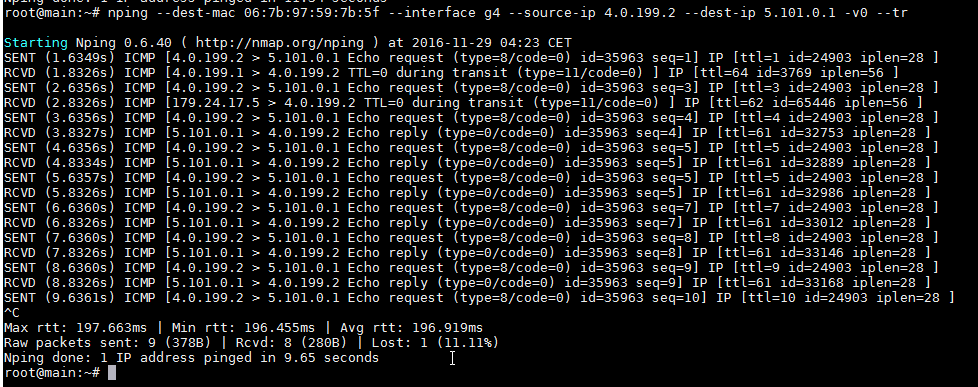 root@main:~# nping --dest-mac 06:7b:97:59:7b:5f --interface g4 --source-ip 4.0.199.2 --dest-ip 5.101.0.1 -v0 --tr
Starting Nping 0.6.40 ( http://nmap.org/nping ) at 2016-11-29 04:23 CET
SENT (1.6349s) ICMP [4.0.199.2 > 5.101.0.1 Echo request (type=8/code=0) id=35963 seq=1] IP [ttl=1 id=24903 iplen=28 ]
RCVD (1.8326s) ICMP [4.0.199.1 > 4.0.199.2 TTL=0 during transit (type=11/code=0) ] IP [ttl=64 id=3769 iplen=56 ]
SENT (2.6356s) ICMP [4.0.199.2 > 5.101.0.1 Echo request (type=8/code=0) id=35963 seq=3] IP [ttl=3 id=24903 iplen=28 ]
RCVD (2.8326s) ICMP [179.24.17.5 > 4.0.199.2 TTL=0 during transit (type=11/code=0) ] IP [ttl=62 id=65446 iplen=56 ]
SENT (3.6356s) ICMP [4.0.199.2 > 5.101.0.1 Echo request (type=8/code=0) id=35963 seq=4] IP [ttl=4 id=24903 iplen=28 ]
RCVD (3.8327s) ICMP [5.101.0.1 > 4.0.199.2 Echo reply (type=0/code=0) id=35963 seq=4] IP [ttl=61 id=32753 iplen=28 ]
SENT (4.6356s) ICMP [4.0.199.2 > 5.101.0.1 Echo request (type=8/code=0) id=35963 seq=5] IP [ttl=5 id=24903 iplen=28 ]
RCVD (4.8334s) ICMP [5.101.0.1 > 4.0.199.2 Echo reply (type=0/code=0) id=35963 seq=5] IP [ttl=61 id=32889 iplen=28 ]
SENT (5.6357s) ICMP [4.0.199.2 > 5.101.0.1 Echo request (type=8/code=0) id=35963 seq=5] IP [ttl=5 id=24903 iplen=28 ]
RCVD (5.8326s) ICMP [5.101.0.1 > 4.0.199.2 Echo reply (type=0/code=0) id=35963 seq=5] IP [ttl=61 id=32986 iplen=28 ]
SENT (6.6360s) ICMP [4.0.199.2 > 5.101.0.1 Echo request (type=8/code=0) id=35963 seq=7] IP [ttl=7 id=24903 iplen=28 ]
RCVD (6.8326s) ICMP [5.101.0.1 > 4.0.199.2 Echo reply (type=0/code=0) id=35963 seq=7] IP [ttl=61 id=33012 iplen=28 ]
SENT (7.6360s) ICMP [4.0.199.2 > 5.101.0.1 Echo request (type=8/code=0) id=35963 seq=8] IP [ttl=8 id=24903 iplen=28 ]
RCVD (7.8326s) ICMP [5.101.0.1 > 4.0.199.2 Echo reply (type=0/code=0) id=35963 seq=8] IP [ttl=61 id=33146 iplen=28 ]
SENT (8.6360s) ICMP [4.0.199.2 > 5.101.0.1 Echo request (type=8/code=0) id=35963 seq=9] IP [ttl=9 id=24903 iplen=28 ]
RCVD (8.8326s) ICMP [5.101.0.1 > 4.0.199.2 Echo reply (type=0/code=0) id=35963 seq=9] IP [ttl=61 id=33168 iplen=28 ]
SENT (9.6361s) ICMP [4.0.199.2 > 5.101.0.1 Echo request (type=8/code=0) id=35963 seq=10] IP [ttl=10 id=24903 iplen=28 ]
^C
Max rtt: 197.663ms | Min rtt: 196.455ms | Avg rtt: 196.919ms
Raw packets sent: 9 (378B) | Rcvd: 8 (280B) | Lost: 1 (11.11%)
Nping done: 1 IP address pinged in 9.65 seconds
root@main:~#